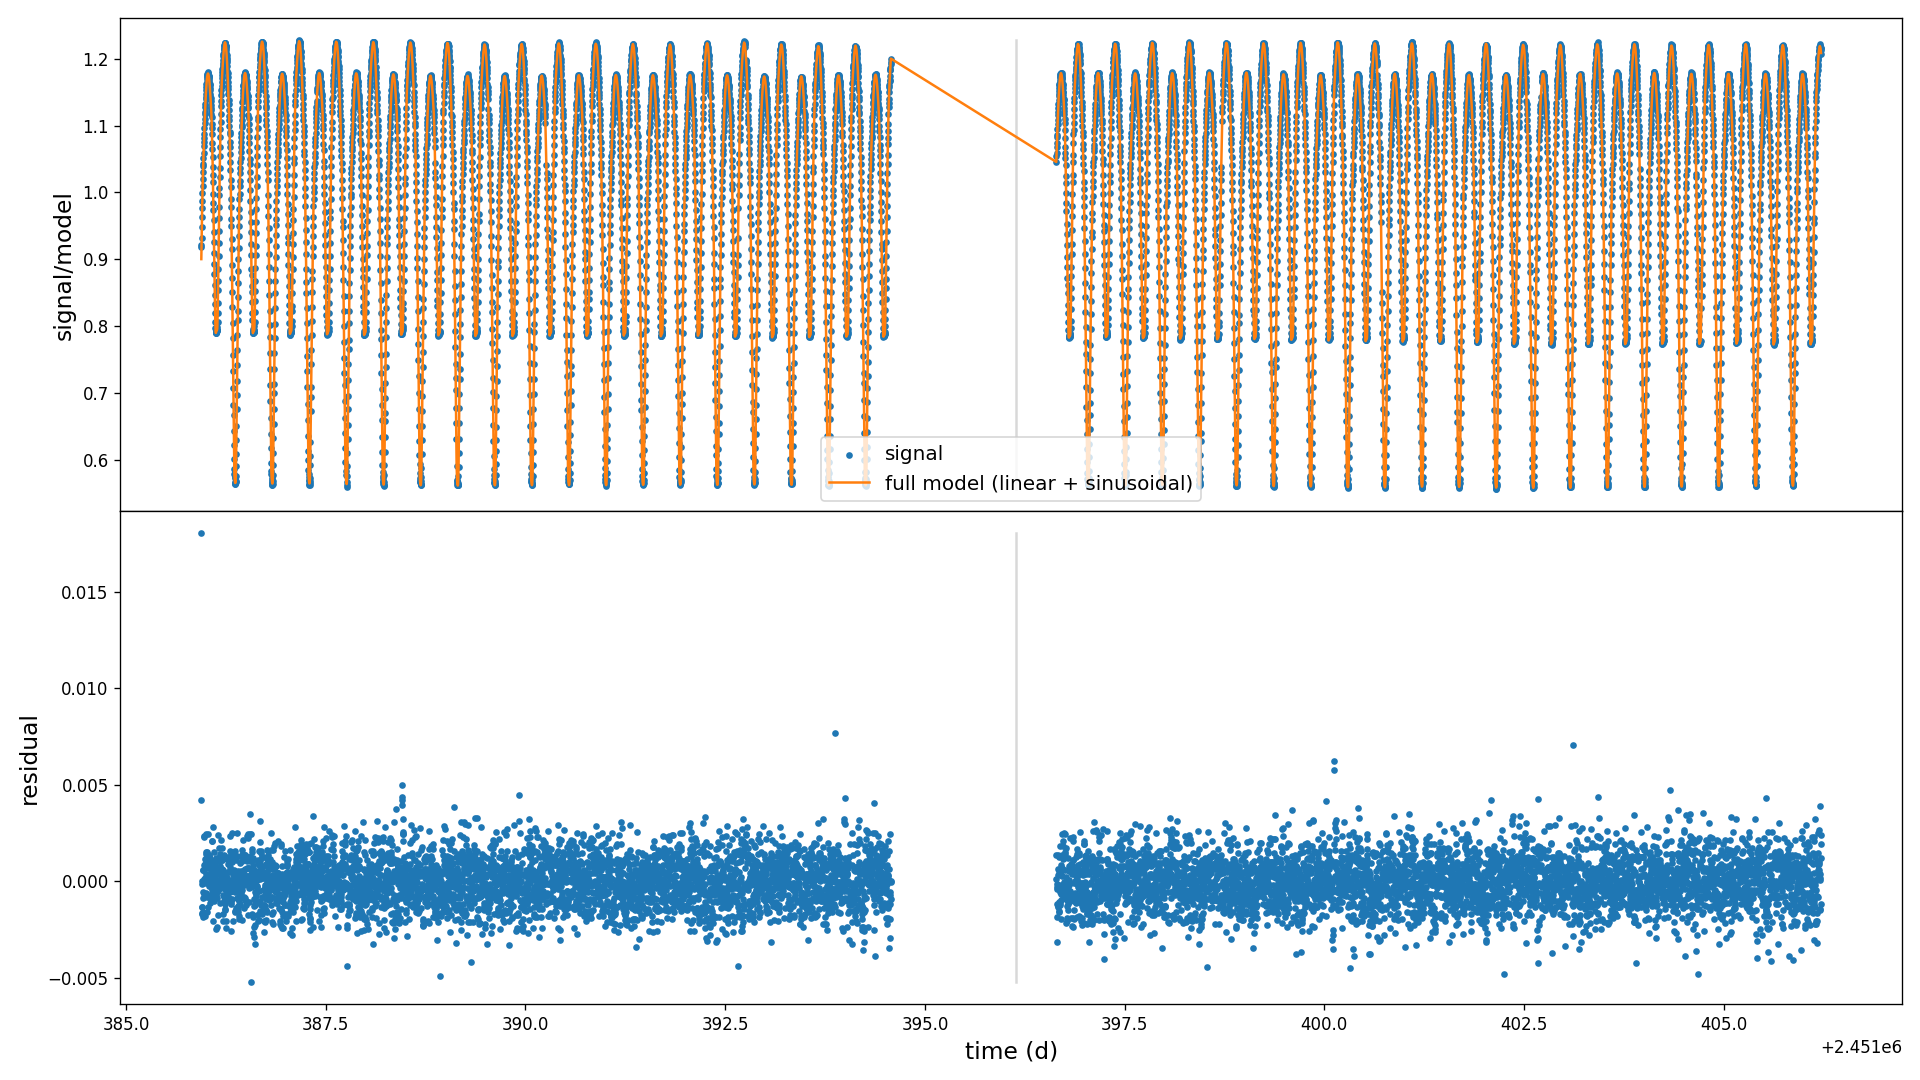 1.2
1.1
1.0
0.9
0.8
0.7
0.6
signal/model
signal
full model (linear + sinusoidal)
0.015
0.010
0.005
0.000
−0.005
residual
385.0 387.5 390.0 392.5 395.0 397.5 400.0 402.5 405.0
+2.451e6
time (d)